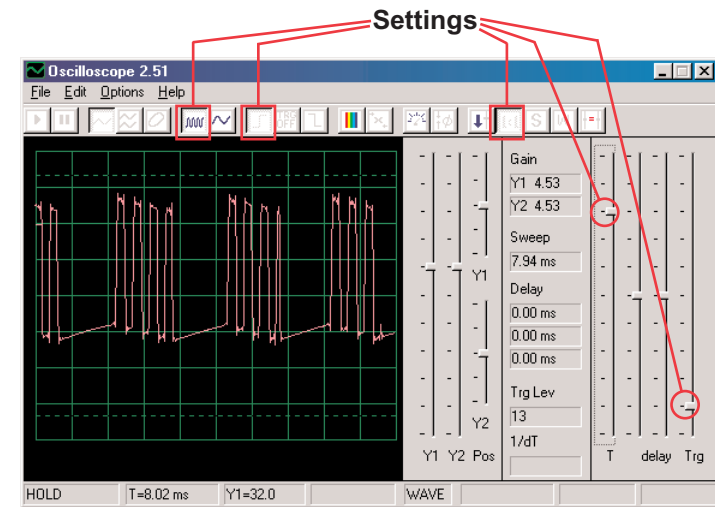 Settings
Oscilloscope 2.51
File Edit Options Help
TRG OFF
S
Gain
Y1 4.53
Y2 4.53
Sweep
7.94 ms
Y1
Delay
0.00 ms
0.00 ms
0.00 ms
Trg Lev
13
Y2
1/dT
Y1 Y2 Pos
T delay Trg
HOLD T=8.02 ms Y1=32.0 WAVE